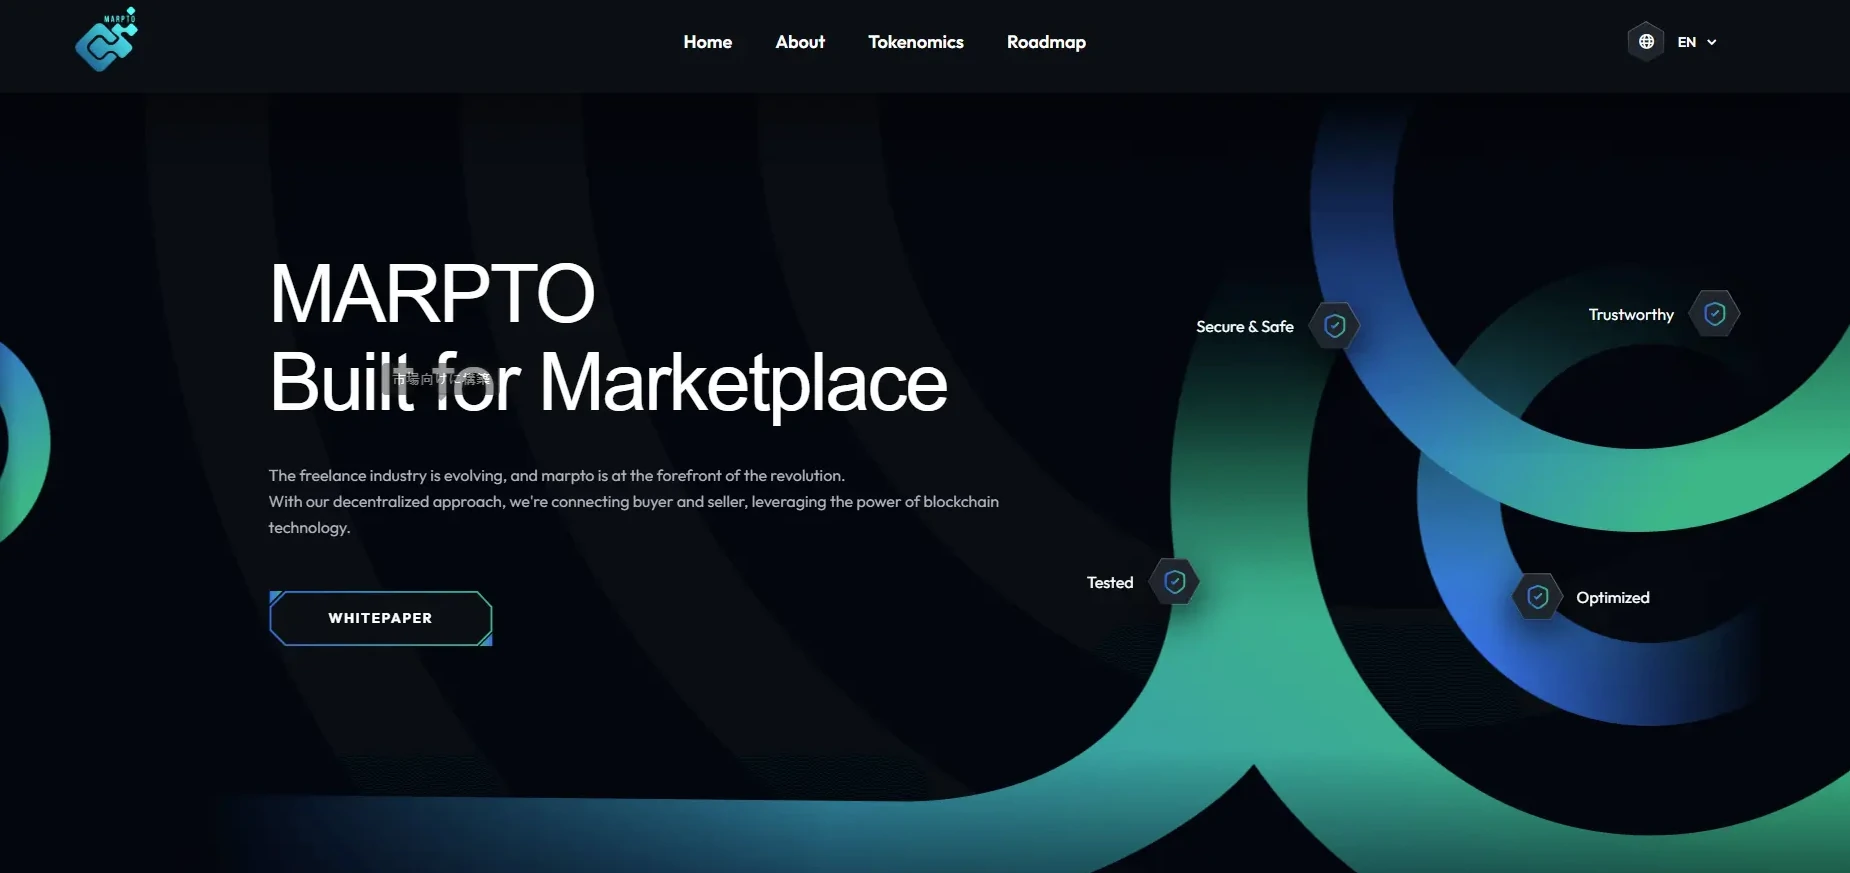 MARPTO
Home
About
Tokenomics
Roadmap
EN
MARPTO
Built for Marketplace
市場向けに構築
The freelance industry is evolving, and marpto is at the forefront of the revolution.
With our decentralized approach, we're connecting buyer and seller, leveraging the power of blockchain
technology.
WHITEPAPER
Secure & Safe
Trustworthy
Tested
Optimized